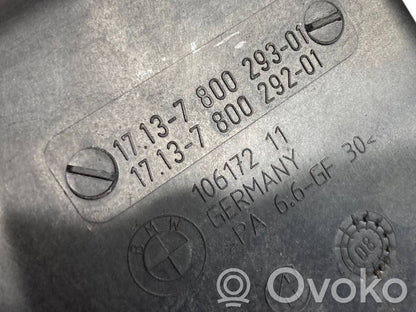 17.13-7 800 293-01
17.13-7 800 292-01
106172 11
GERMANY
PA 6.6-GF 30<
BMW
Ovoko